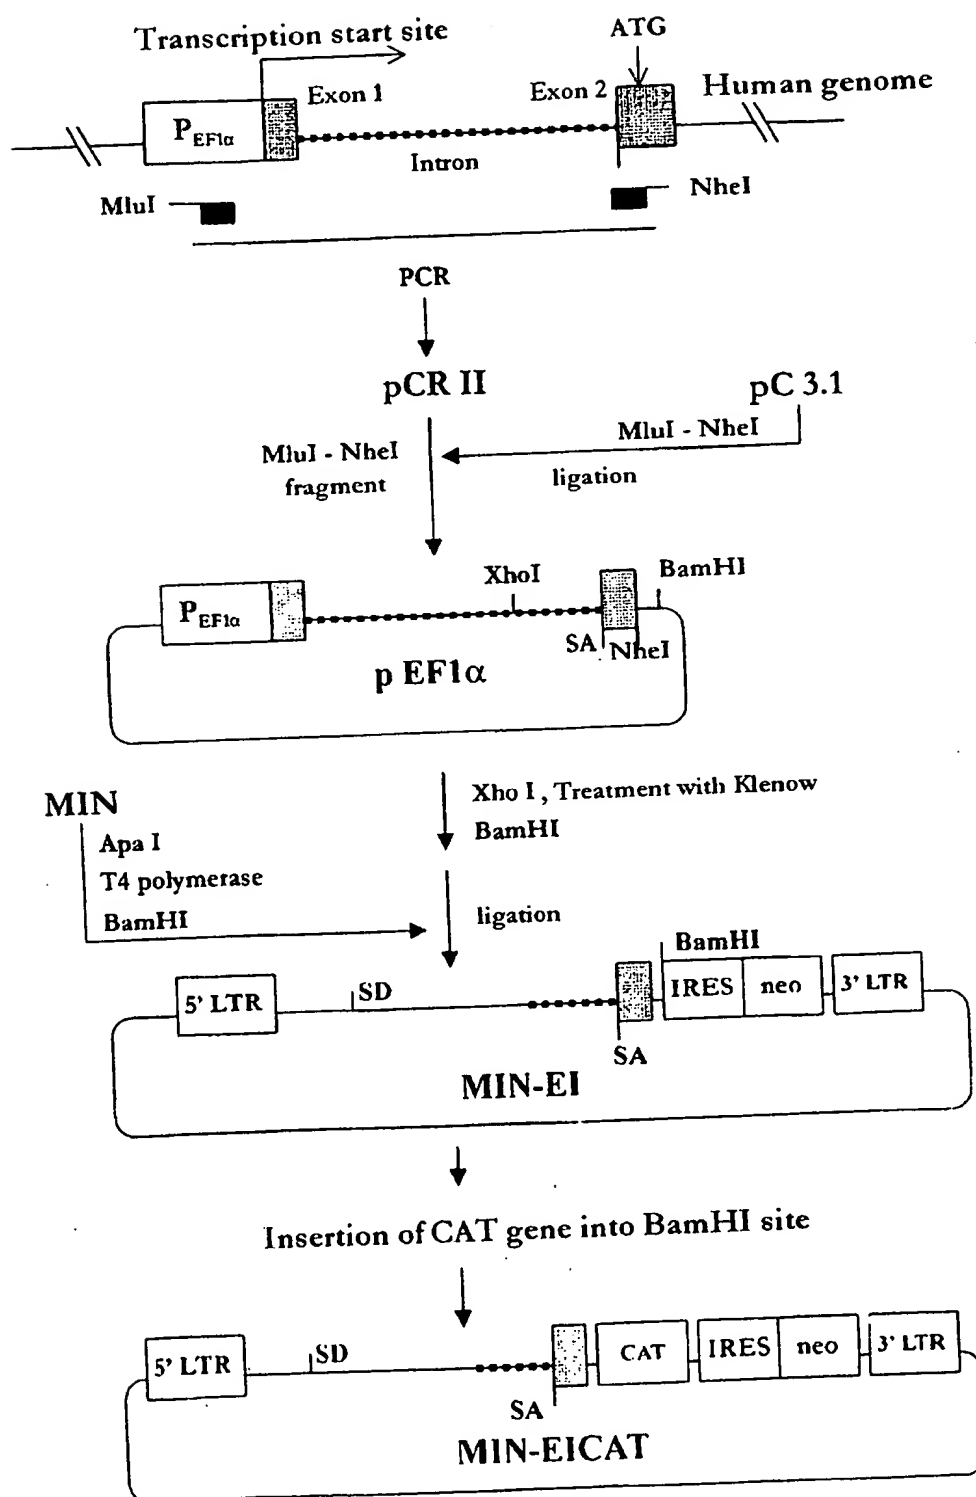 Transcription start site
ATG
Exon 1
Exon 2
Human genome
PEF1α
Intron
MluI
NheI
PCR
pCR II
pC 3.1
MluI - NheI
fragment
MluI - NheI
ligation
XhoI
BamHI
PEF1α
SA
NheI
p EF1α
MIN
Apa I
T4 polymerase
BamHI
Xho I , Treatment with Klenow
BamHI
ligation
BamHI
5' LTR
SD
IRES
neo
3' LTR
SA
MIN-EI
Insertion of CAT gene into BamHI site
5' LTR
SD
CAT
IRES
neo
3' LTR
SA
MIN-EICAT